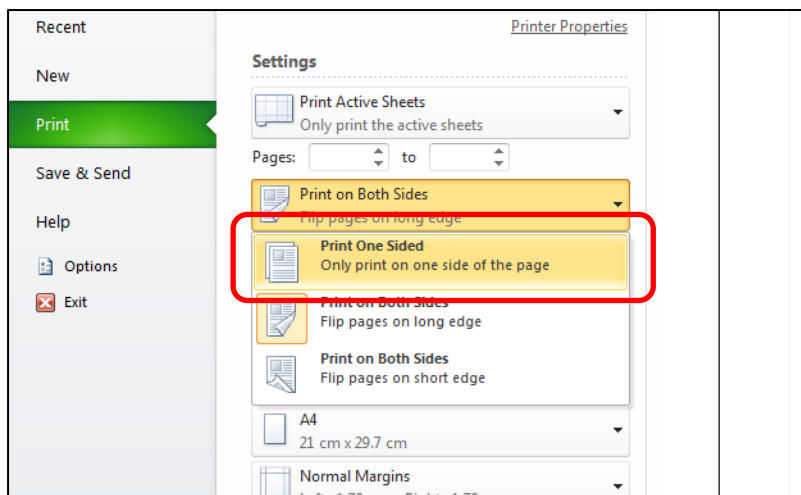 Recent
New
Print
Save & Send
Help
Options
Exit
Printer Properties
Settings
Print Active Sheets
Only print the active sheets
Pages: to
Print on Both Sides
Flip pages on long edge
Print One Sided
Only print on one side of the page
Print on Both Sides
Flip pages on long edge
Print on Both Sides
Flip pages on short edge
A4
21 cm x 29.7 cm
Normal Margins